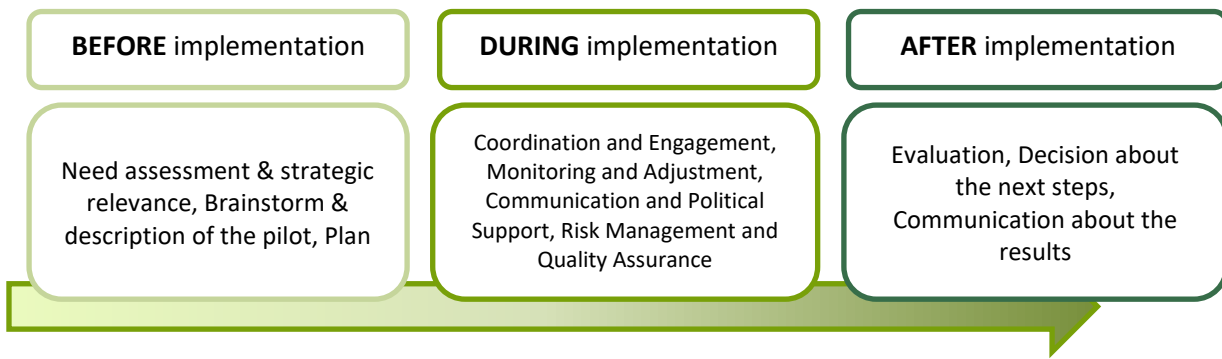 BEFORE implementation
Need assessment & strategic
relevance, Brainstorm &
description of the pilot, Plan
DURING implementation
Coordination and Engagement,
Monitoring and Adjustment,
Communication and Political
Support, Risk Management and
Quality Assurance
AFTER implementation
Evaluation, Decision about
the next steps,
Communication about the
results